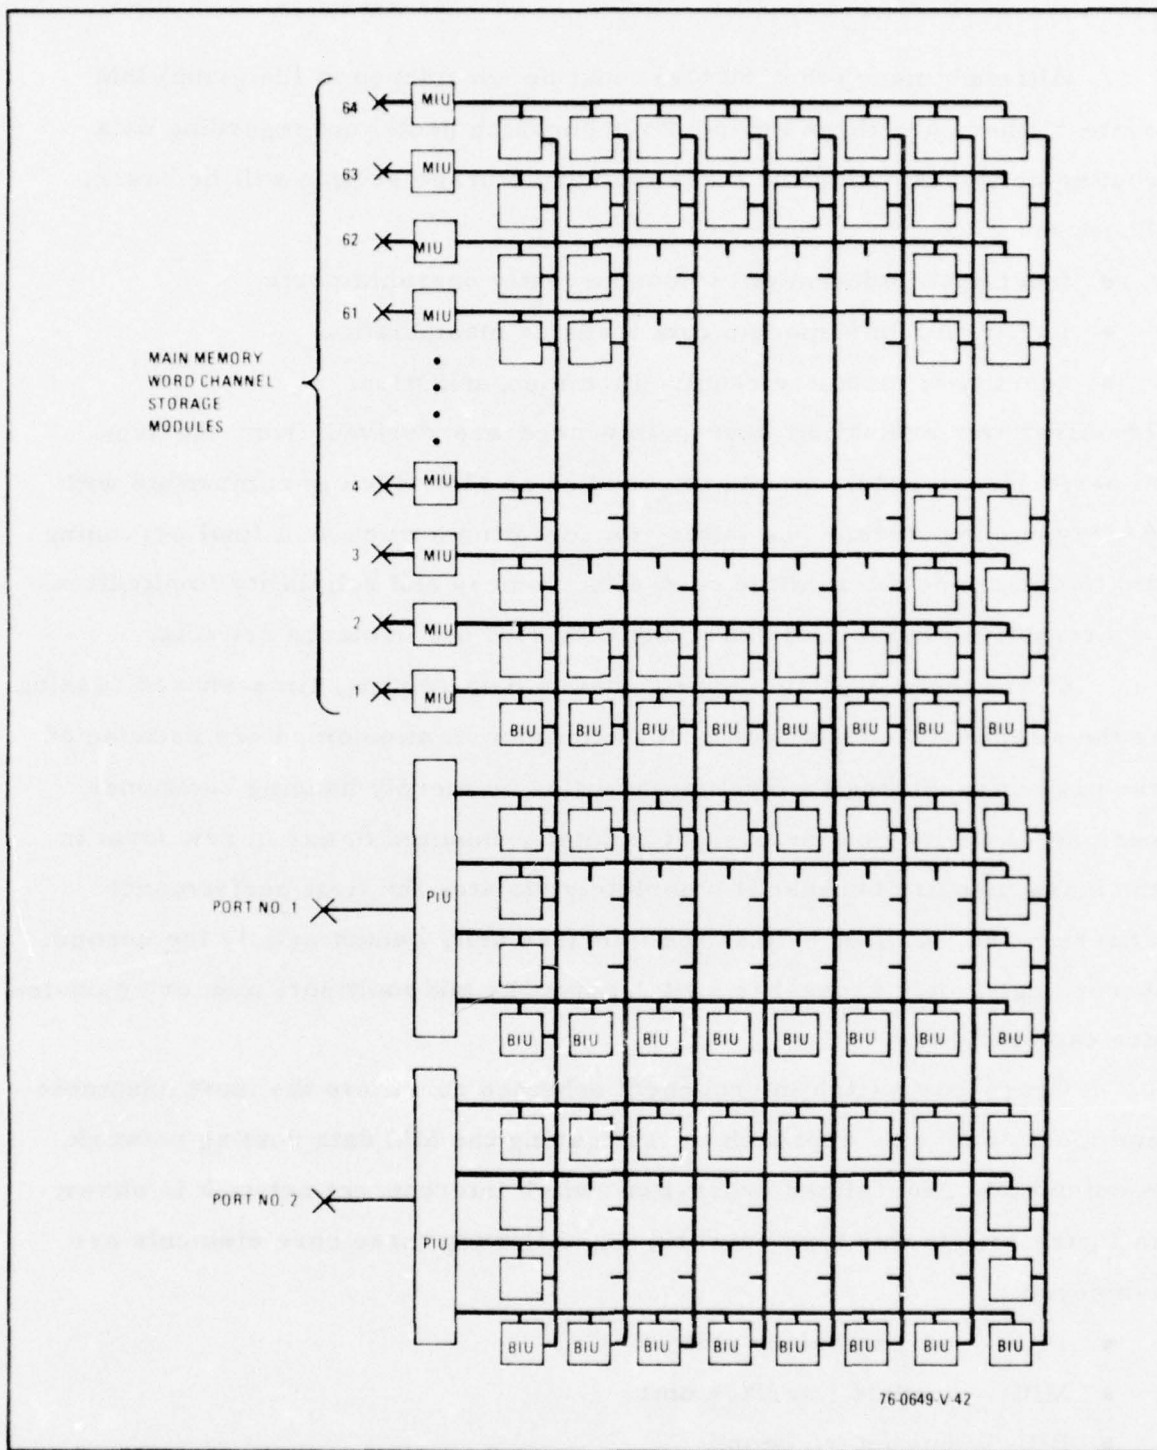 64 MIU
63 MIU
62 MIU
61 MIU
MAIN MEMORY
WORD CHANNEL
STORAGE
MODULES
4 MIU
3 MIU
2 MIU
1 MIU
BIU BIU BIU BIU BIU BIU BIU BIU
PORT NO. 1 PIU
BIU BIU BIU BIU BIU BIU BIU BIU
PORT NO. 2 PIU
BIU BIU BIU BIU BIU BIU BIU BIU
76-0649-V-42